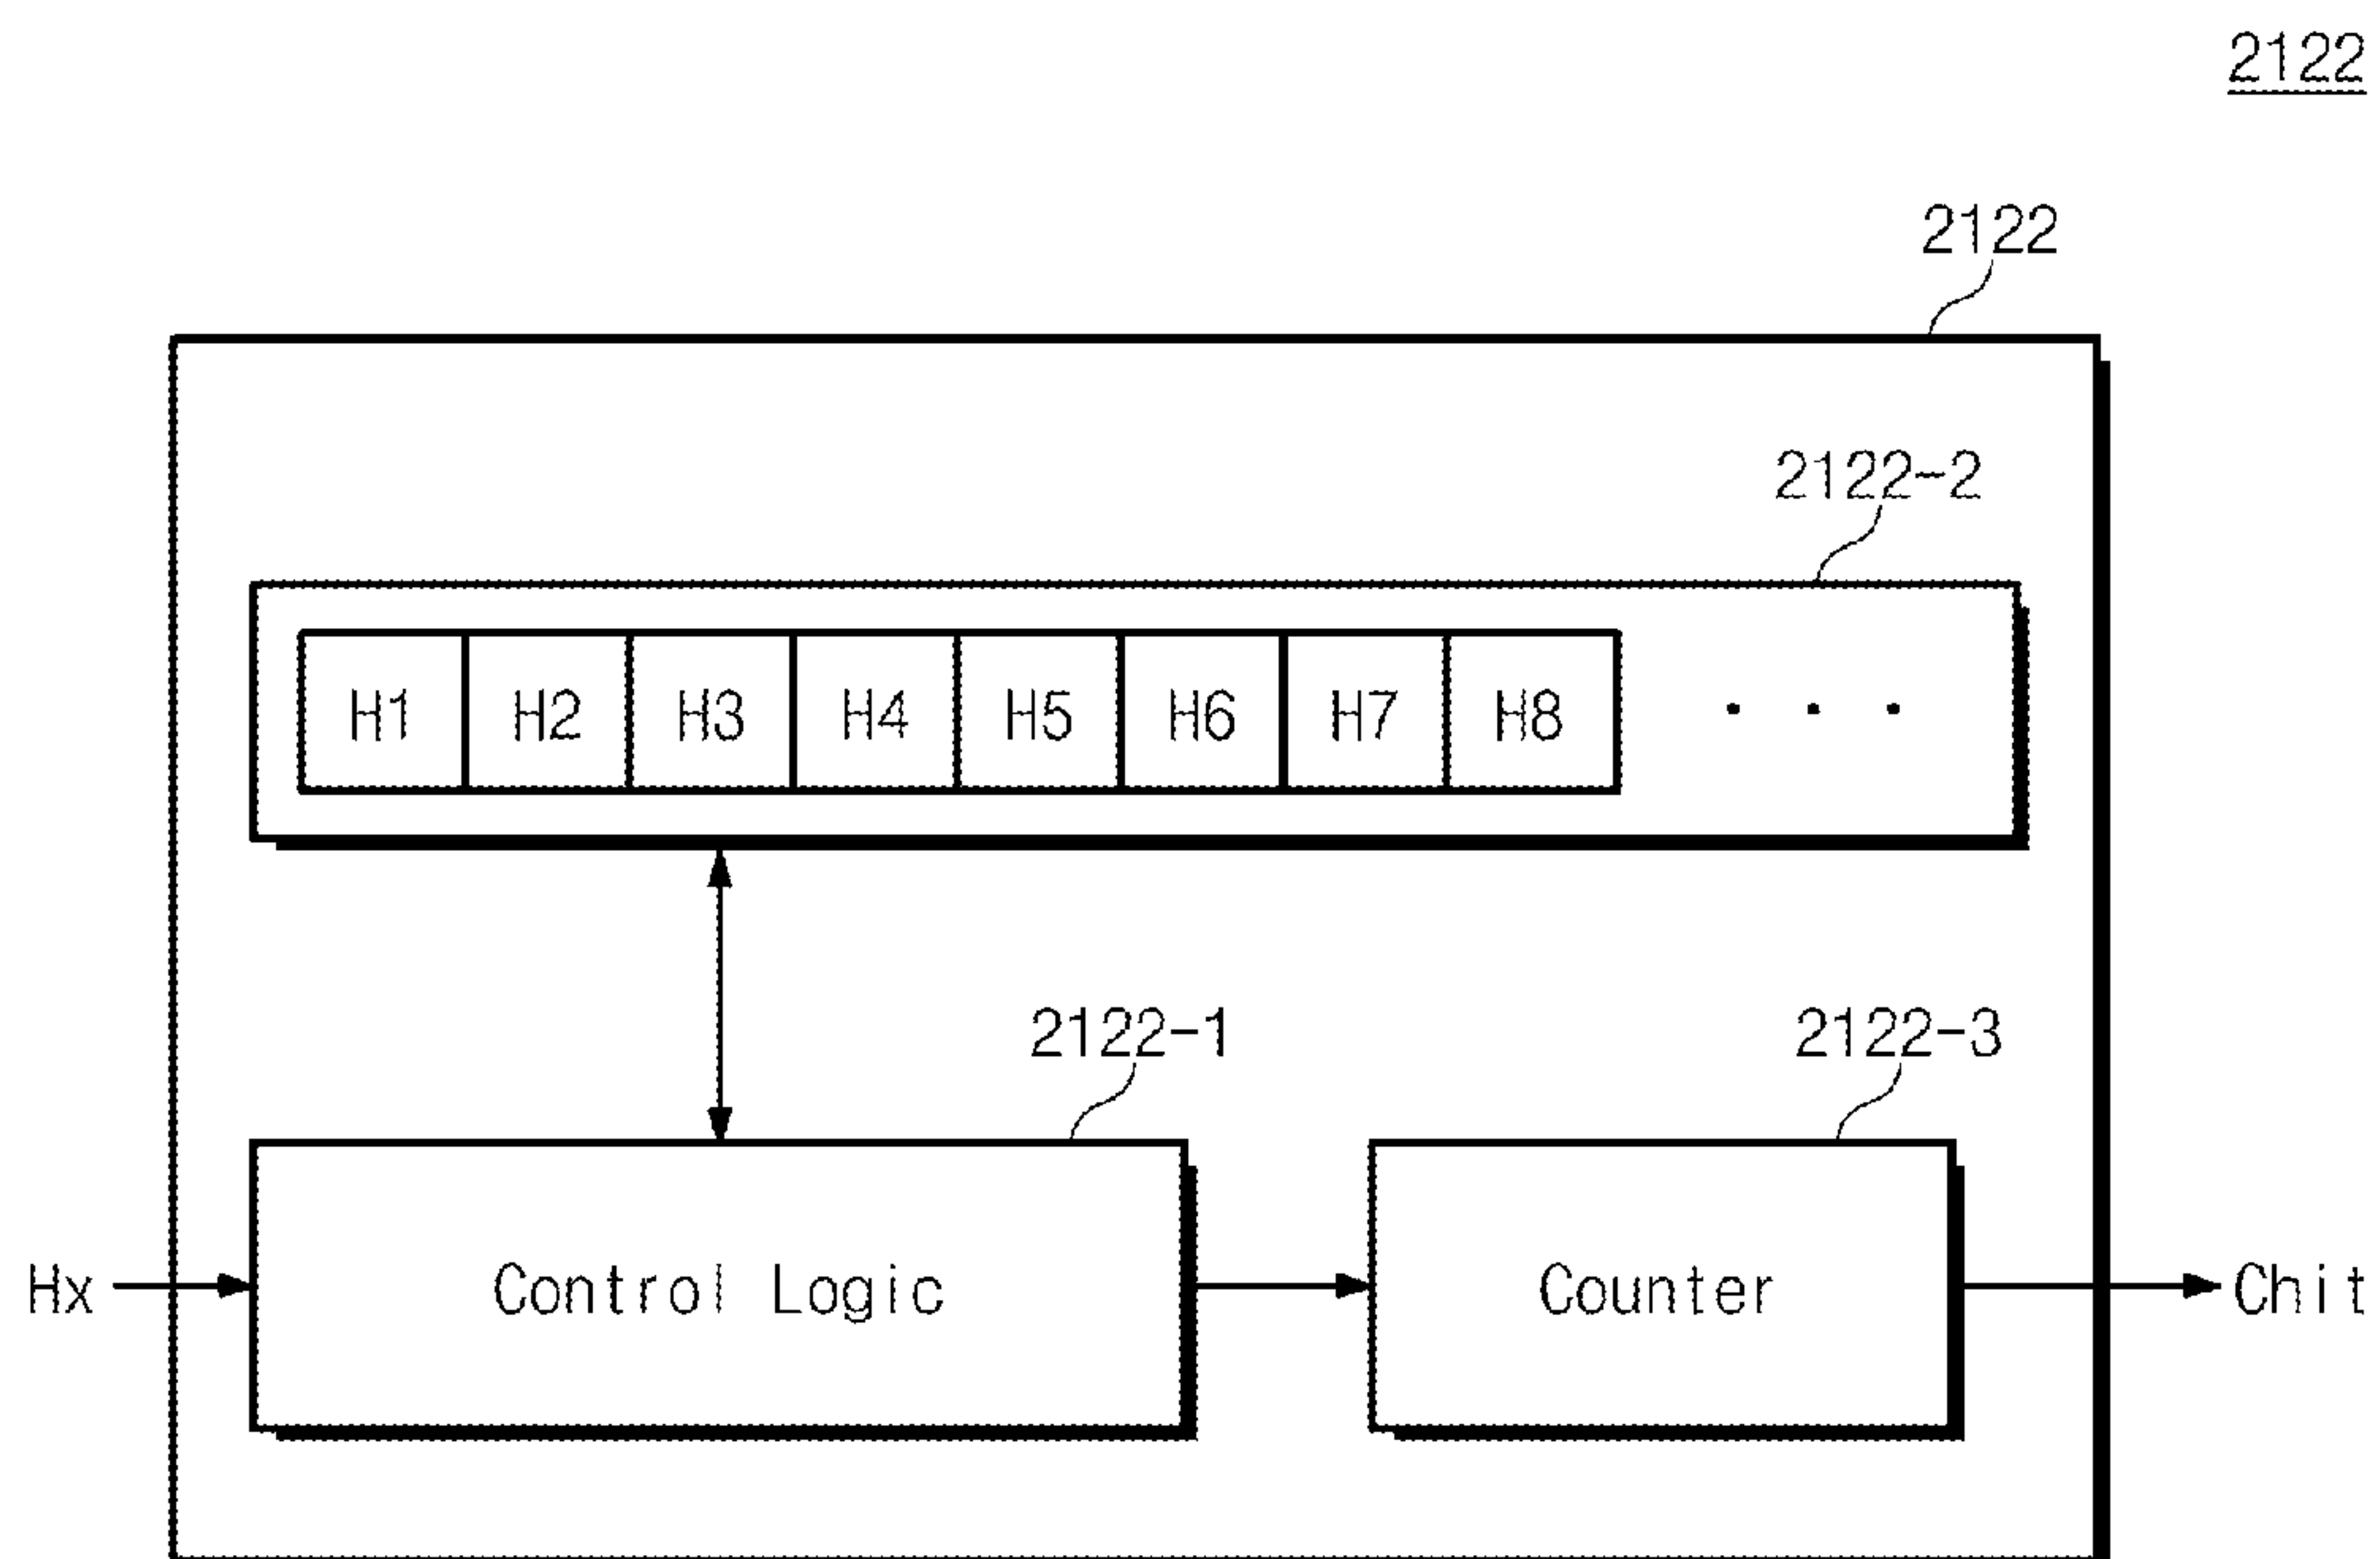 2122
2122
2122-2
H1 H2 H3 H4 H5 H6 H7 H8 . . .
2122-1
2122-3
Hx
Control Logic
Counter
Chit